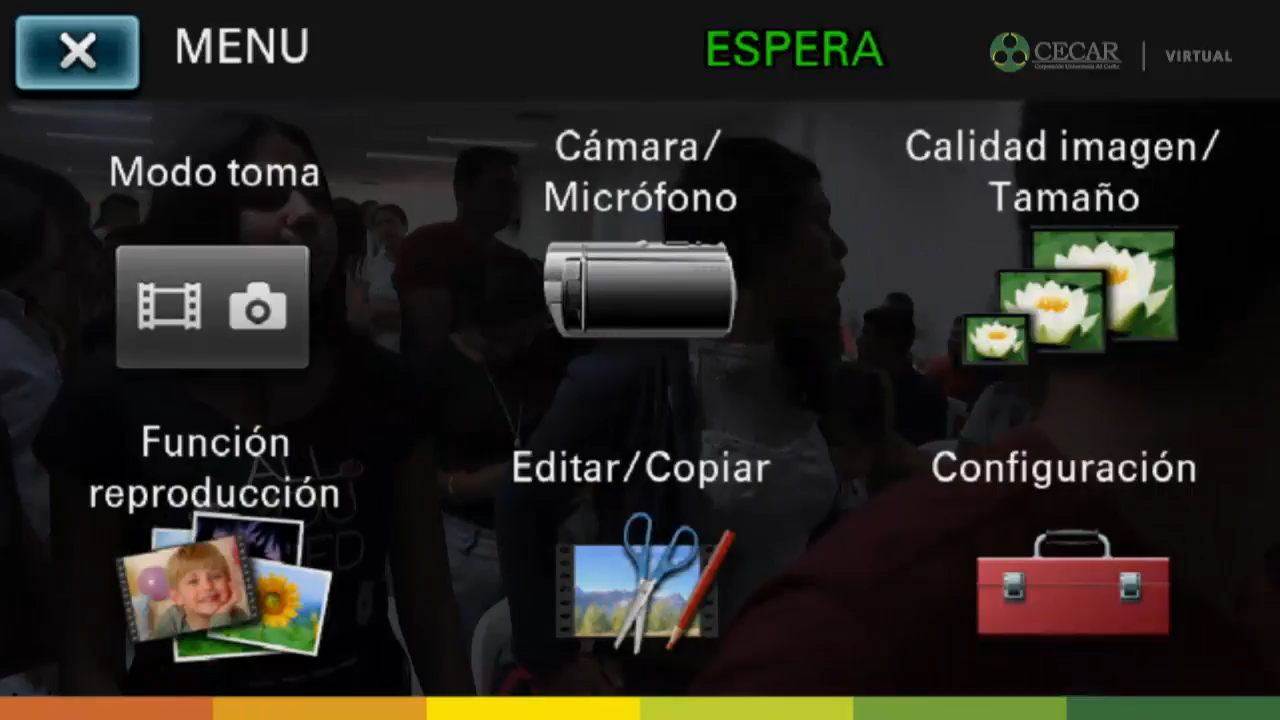 MENU
ESPERA
CECAR
VIRTUAL
Modo toma
Cámara/
Micrófono
Calidad imagen/
Tamaño
Función
reproducción
Editar/Copiar
Configuración